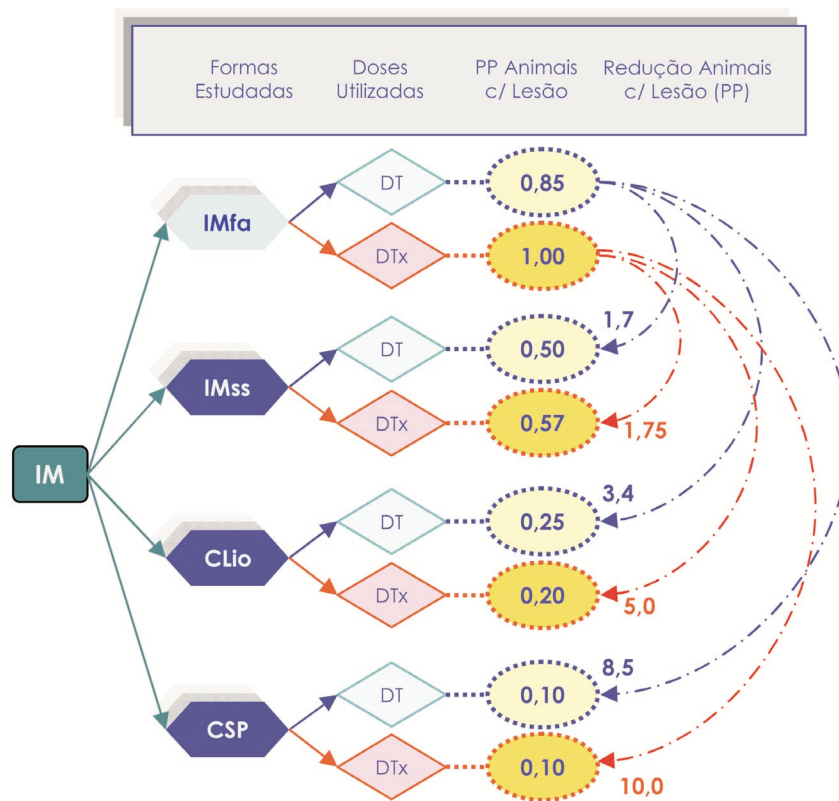 Formas
Estudadas
Doses
Utilizadas
PP Animais
c/ Lesão
Redução Animais
c/ Lesão (PP)
IM
IMfa
DT
0,85
DTx
1,00
IMss
DT
0,50
1,7
DTx
0,57
1,75
CLio
DT
0,25
3,4
DTx
0,20
5,0
CSP
DT
0,10
8,5
DTx
0,10
10,0